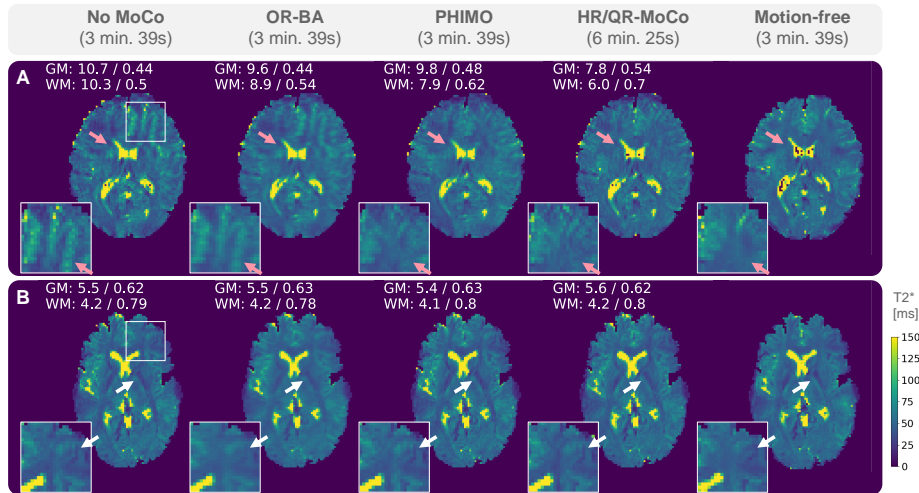 No MoCo OR-BA PHIMO HR/QR-MoCo Motion-free
(3 min. 39s) (3 min. 39s) (3 min. 39s) (6 min. 25s) (3 min. 39s)
A
GM: 10.7 / 0.44 GM: 9.6 / 0.44 GM: 9.8 / 0.48 GM: 7.8 / 0.54
WM: 10.3 / 0.5 WM: 8.9 / 0.54 WM: 7.9 / 0.62 WM: 6.0 / 0.7
B
GM: 5.5 / 0.62 GM: 5.5 / 0.63 GM: 5.4 / 0.63 GM: 5.6 / 0.62
WM: 4.2 / 0.79 WM: 4.2 / 0.78 WM: 4.1 / 0.8 WM: 4.2 / 0.8
T2*
[ms]
150
125
100
75
50
25
0